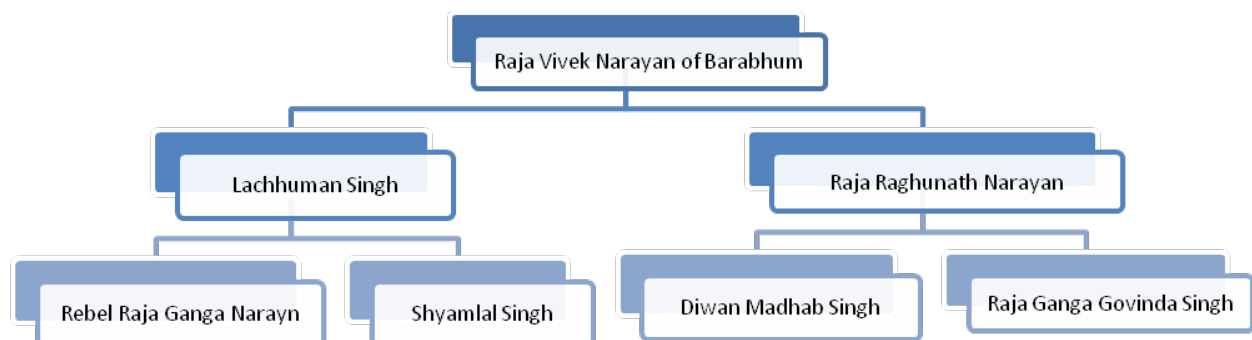 Raja Vivek Narayan of Barabhum
Lachhuman Singh
Raja Raghunath Narayan
Rebel Raja Ganga Narayn
Shyamlal Singh
Diwan Madhab Singh
Raja Ganga Govinda Singh